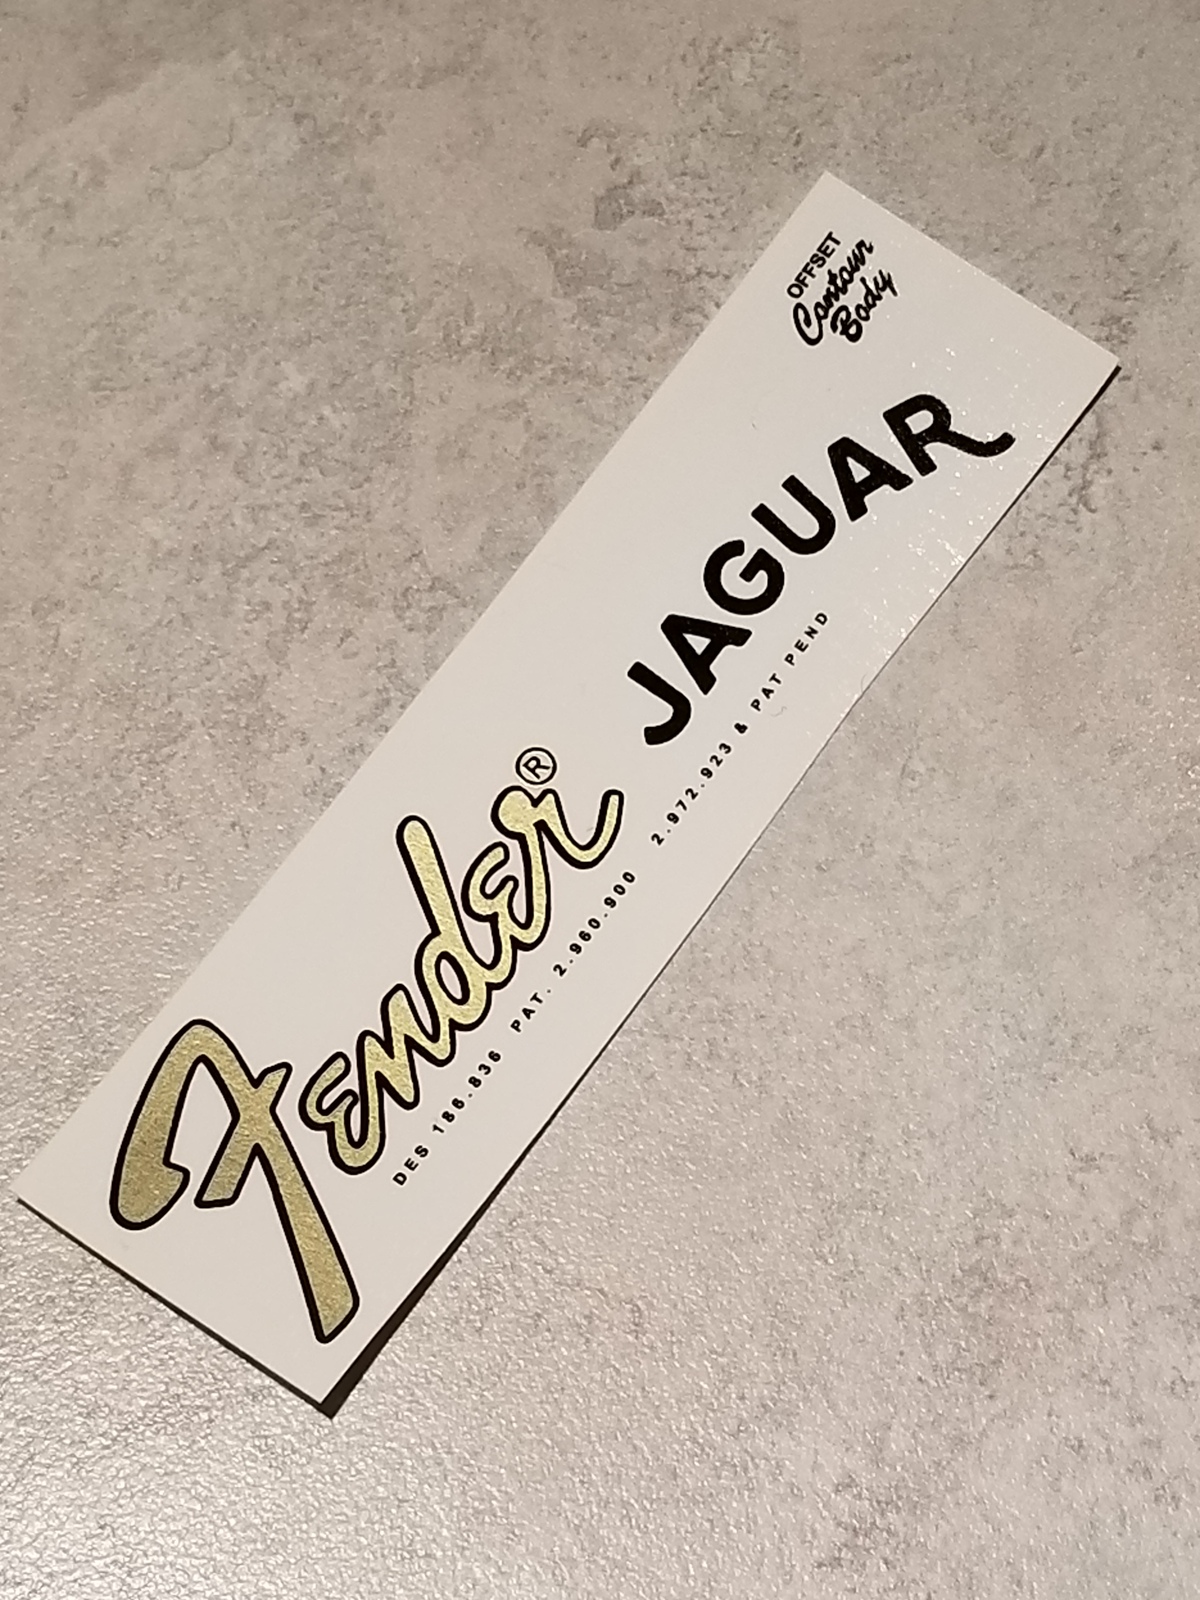 Fender®
JAGUAR
OFFSET
Contour
Body
DES 186.836 PAT. 2.960.900 2.972.923 & PAT PEND